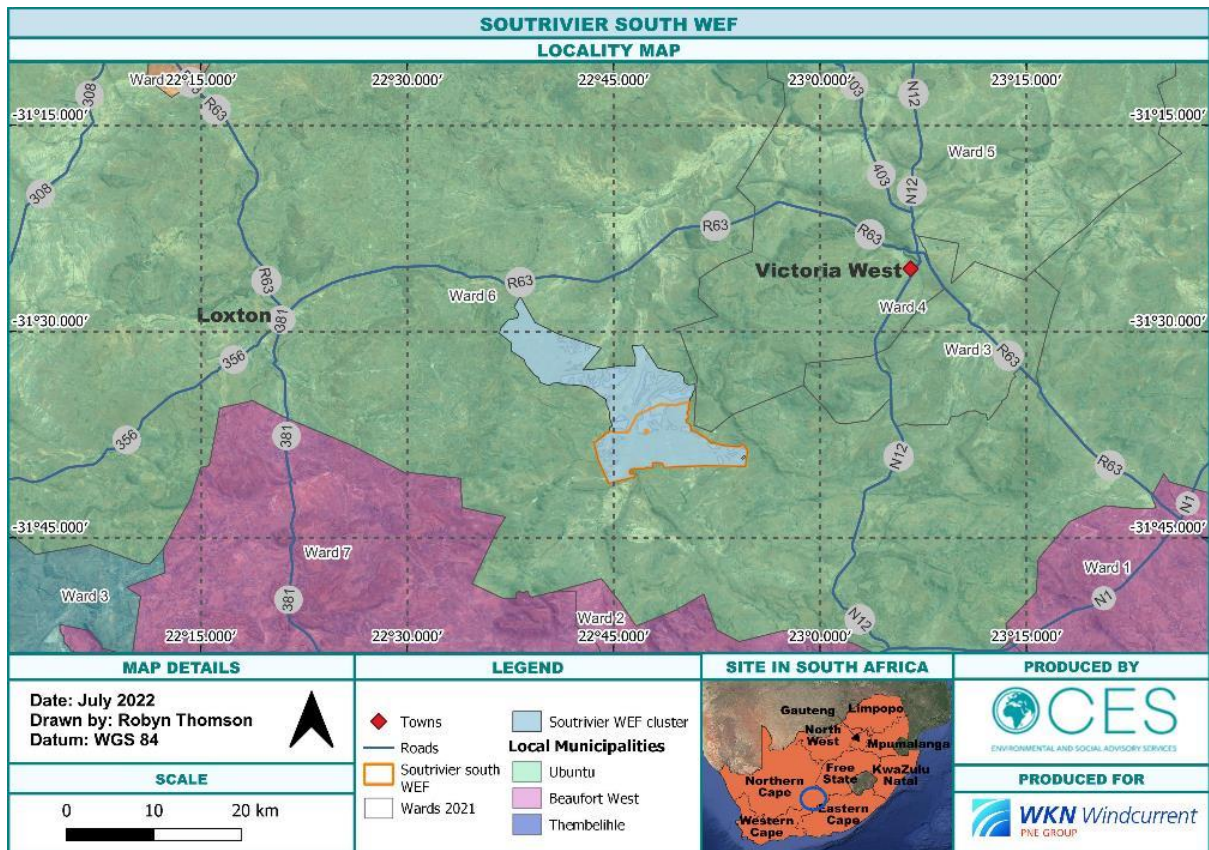 SOUTRIVIER SOUTH WEF
LOCALITY MAP
Ward
22°15.000'
22°30.000'
22°45.000'
23°0.000'
23°15.000'
308
R63
403
N12
-31°15.000'
-31°15.000'
Ward 5
308
403
N12
R63
R63
R63
R63
Victoria West
Ward 6
Ward 4
Loxton
381
-31°30.000'
-31°30.000'
Ward 3
356
R63
356
381
N12
R63
N1
-31°45.000'
-31°45.000'
Ward 7
Ward 1
Ward 3
381
N1
Ward 2
N12
22°15.000'
22°30.000'
22°45.000'
23°0.000'
23°15.000'
MAP DETAILS
Date: July 2022
Drawn by: Robyn Thomson
Datum: WGS 84
SCALE
0 10 20 km
LEGEND
Towns
Roads
Soutrivier south
WEF
Wards 2021
Soutrivier WEF cluster
Local Municipalities
Ubuntu
Beaufort West
Thembelihle
SITE IN SOUTH AFRICA
Limpopo
Gauteng
North
West
Mpumalanga
Free
State
KwaZulu
Natal
Northern
Cape
Eastern
Cape
Western
Cape
PRODUCED BY
CES
ENVIRONMENTAL AND SOCIAL ADVISORY SERVICES
PRODUCED FOR
WKN Windcurrent
PNE GROUP